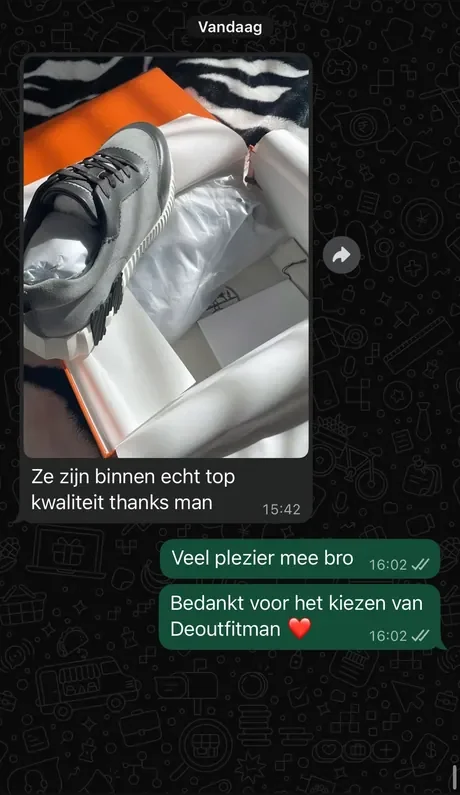 Vandaag
Ze zijn binnen echt top
kwaliteit thanks man
15:42
Veel plezier mee bro
16:02
Bedankt voor het kiezen van
Deoutfitman ❤️
16:02